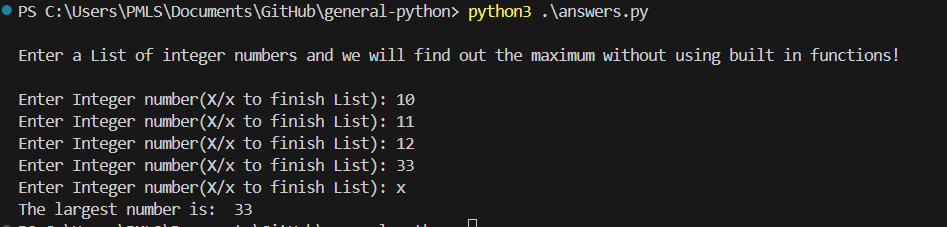 PS C:\Users\PMLS\Documents\GitHub\general-python> python3 .\answers.py
Enter a List of integer numbers and we will find out the maximum without using built in functions!
Enter Integer number(X/x to finish List): 10
Enter Integer number(X/x to finish List): 11
Enter Integer number(X/x to finish List): 12
Enter Integer number(X/x to finish List): 33
Enter Integer number(X/x to finish List): x
The largest number is:  33